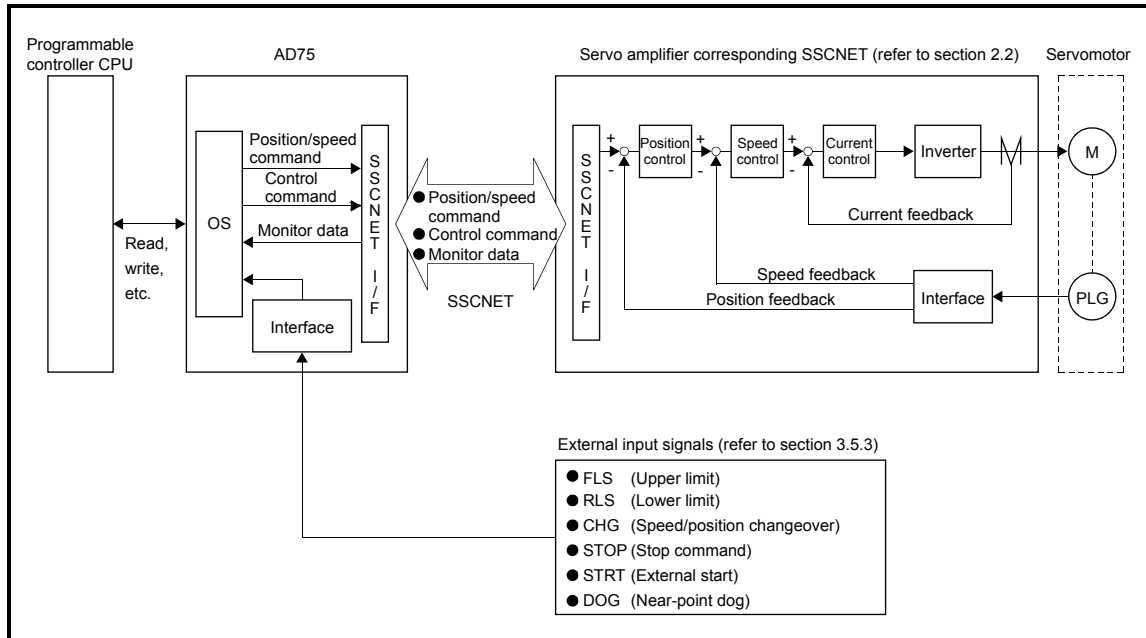 Programmable
controller CPU
AD75
Servo amplifier corresponding SSCNET (refer to section 2.2)
Servomotor
Position/speed
command
Control
command
Monitor data
OS
Read,
write,
etc.
Interface
SSCNET I/F
● Position/speed
command
● Control command
● Monitor data
SSCNET
SSCNET I/F
+
-
Position
control
+
-
Speed
control
+
-
Current
control
Inverter
M
Current feedback
Speed feedback
Position feedback
Interface
PLG
External input signals (refer to section 3.5.3)
● FLS (Upper limit)
● RLS (Lower limit)
● CHG (Speed/position changeover)
● STOP (Stop command)
● STRT (External start)
● DOG (Near-point dog)